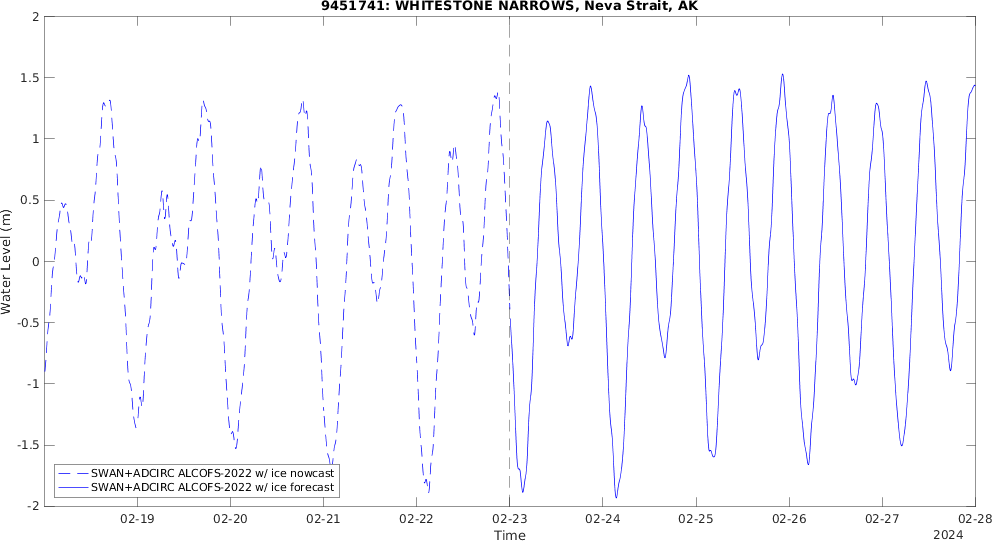 9451741: WHITESTONE NARROWS, Neva Strait, AK
Water Level (m)
2
1.5
1
0.5
0
-0.5
-1
-1.5
-2
SWAN+ADCIRC ALCOFS-2022 w/ ice nowcast
SWAN+ADCIRC ALCOFS-2022 w/ ice forecast
02-19 02-20 02-21 02-22 02-23 02-24 02-25 02-26 02-27 02-28
Time
2024